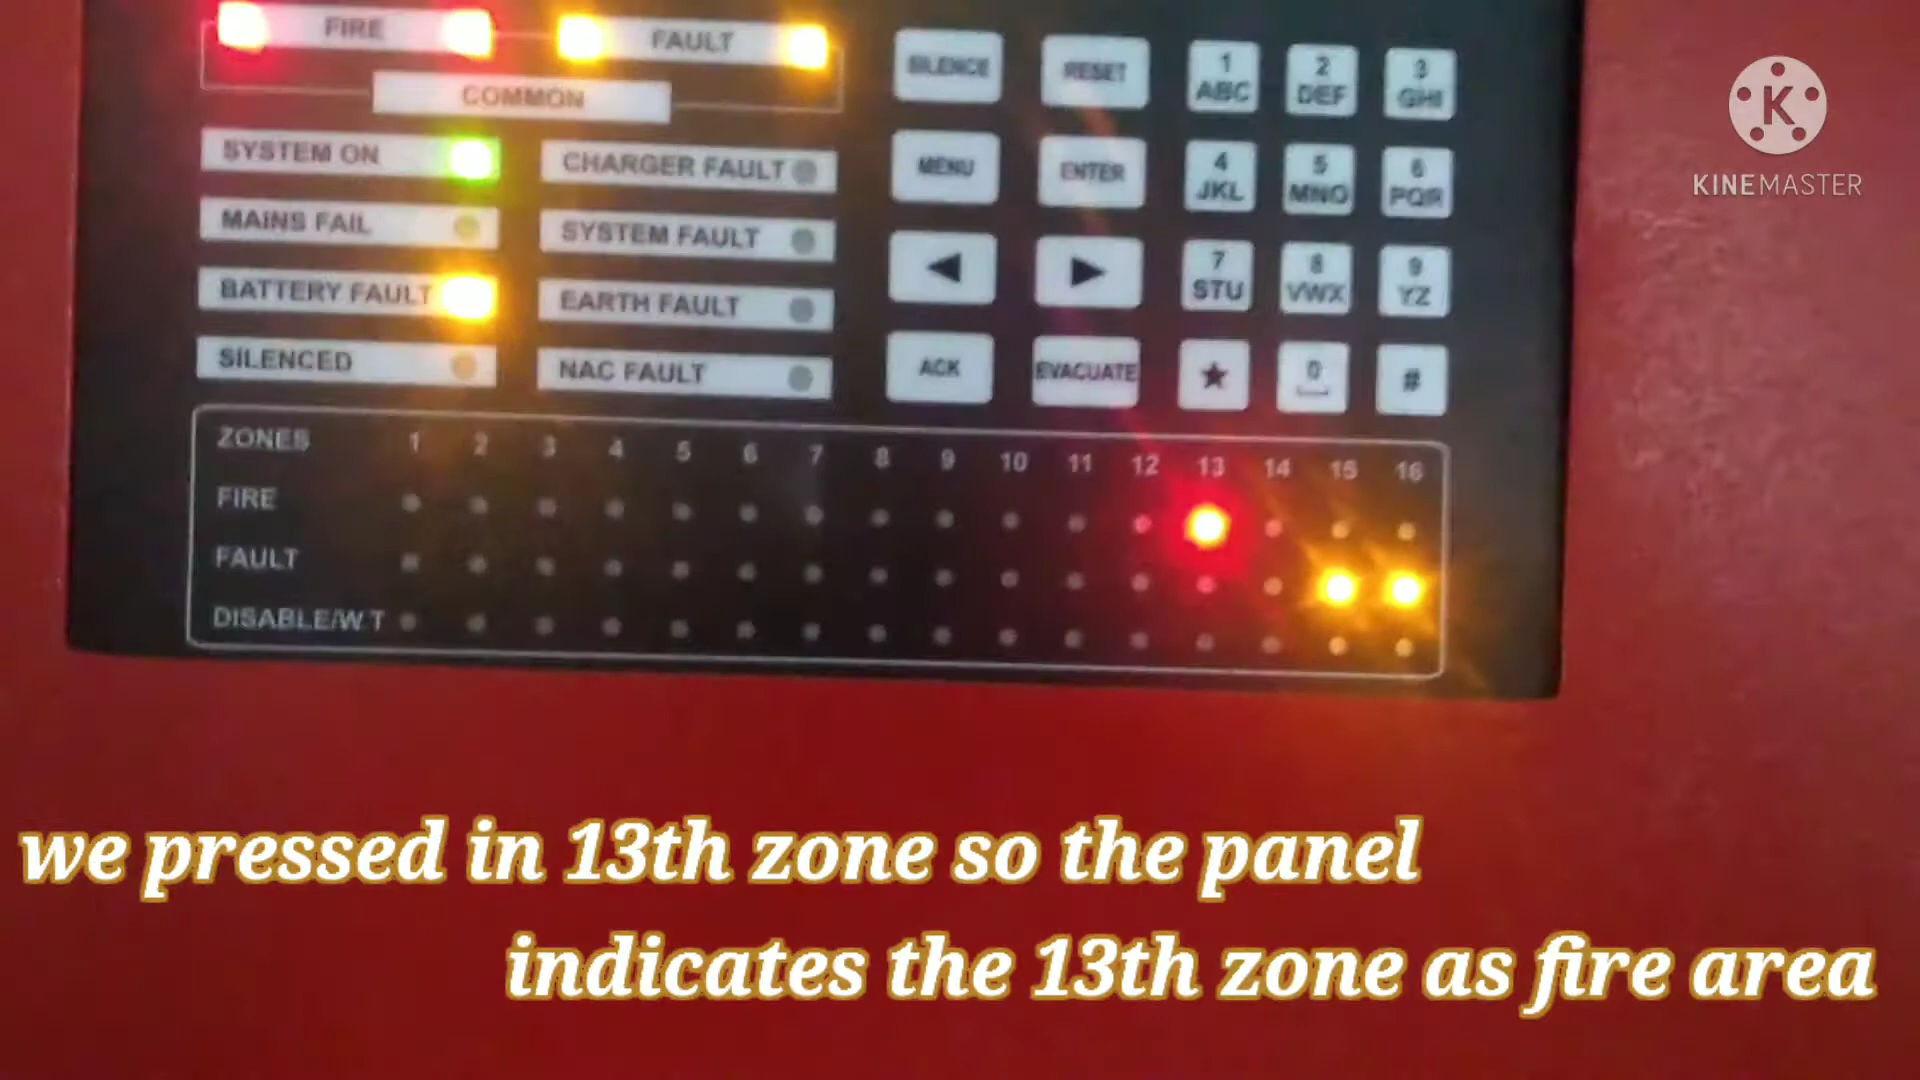 FIRE FAULT
COMMON
SYSTEM ON CHARGER FAULT
MAINS FAIL SYSTEM FAULT
BATTERY FAULT EARTH FAULT
SILENCED NAC FAULT
SILENCE RESET 1 ABC 2 DEF 3 GHI
MENU ENTER 4 JKL 5 MNO 6 PQR
◀ ▶ 7 STU 8 VWX 9 YZ
ACK EVACUATE ★ 0 #
ZONES 1 2 3 4 5 6 7 8 9 10 11 12 13 14 15 16
FIRE
FAULT
DISABLE/W T
K
KINEMASTER
we pressed in 13th zone so the panel
indicates the 13th zone as fire area